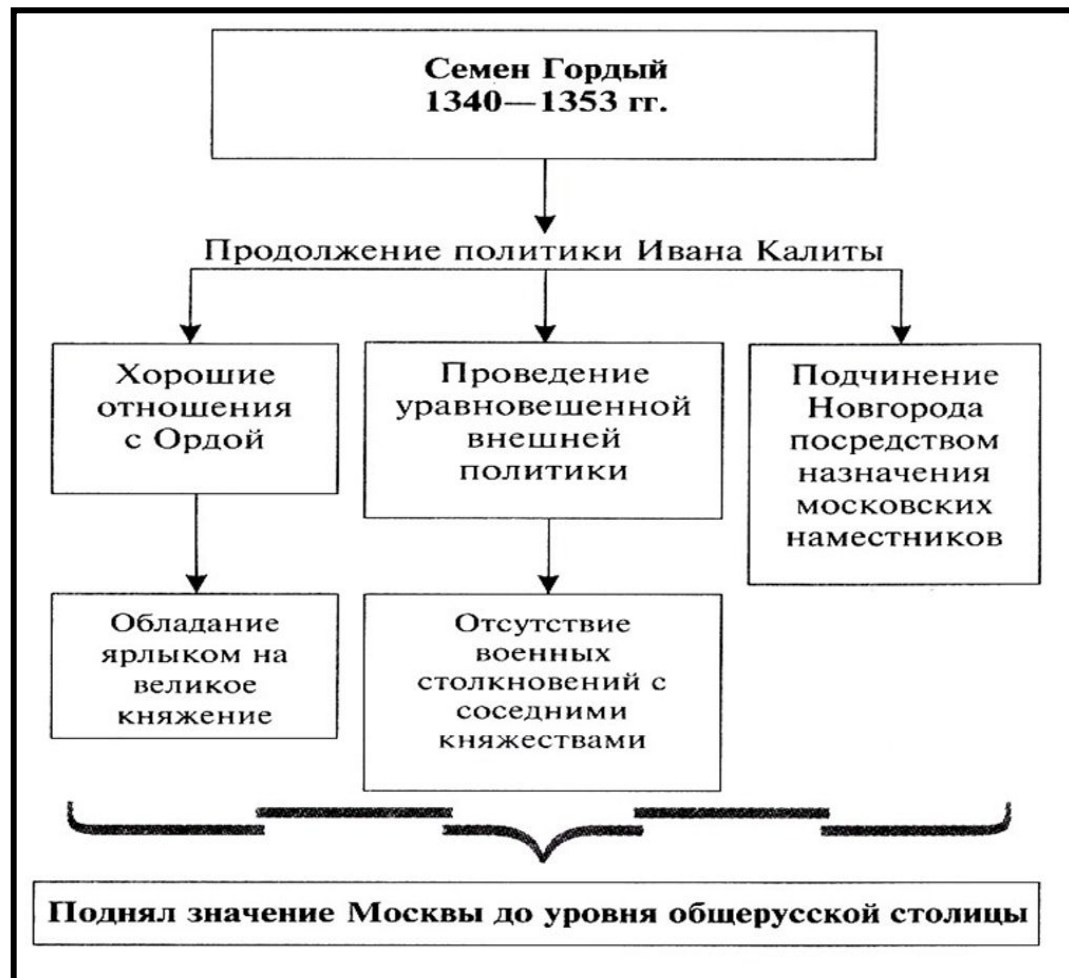 Семен Гордый
1340—1353 гг.
Продолжение политики Ивана Калиты
Хорошие
отношения
с Ордой
Проведение
уравновешенной
внешней
политики
Подчинение
Новгорода
посредством
назначения
московских
наместников
Обладание
ярлыком на
великое
княжение
Отсутствие
военных
столкновений с
соседними
княжествами
Поднял значение Москвы до уровня общерусской столицы